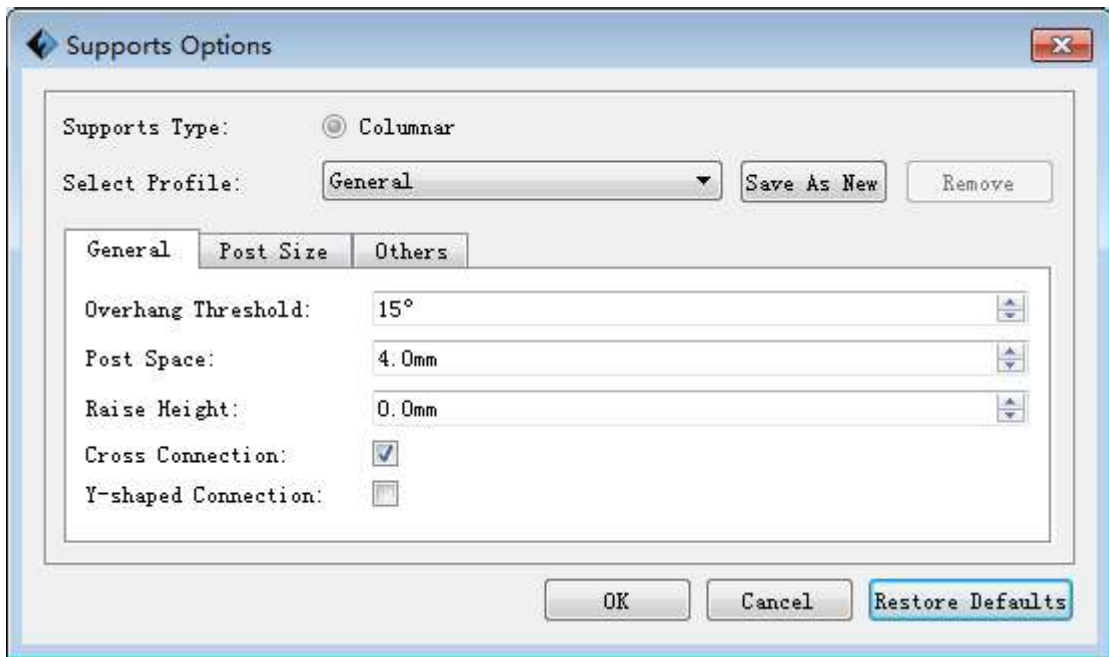 Supports Options
Supports Type: Columnar
Select Profile: General Save As New Remove
General Post Size Others
Overhang Threshold: 15°
Post Space: 4.0mm
Raise Height: 0.0mm
Cross Connection:
Y-shaped Connection:
OK Cancel Restore Defaults